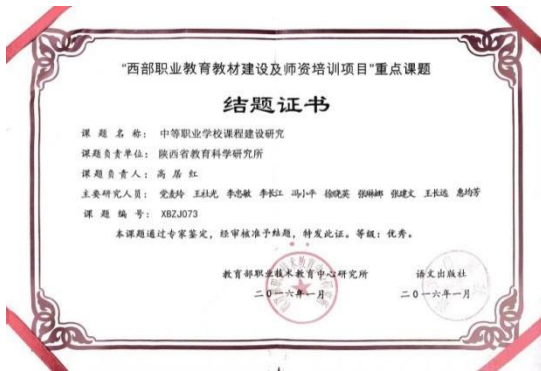 "西部职业教育教材建设及师资培训项目"重点课题
结题证书
课题名称: 中等职业学校课程建设研究
课题负责单位: 陕西省教育科学研究所
课题负责人: 高居红
主要研究人员: 党麦玲 王社光 李忠敏 李长江 冯小平 徐晓英 张琳娜 张建文 王长远 惠均芳
课题编号: XBZJ073
本课题通过专家鉴定,经审核准予结题,特发此证。等级:优秀。
教育部职业技术教育中心研究所 语文出版社
二〇一六年一月 二〇一六年一月